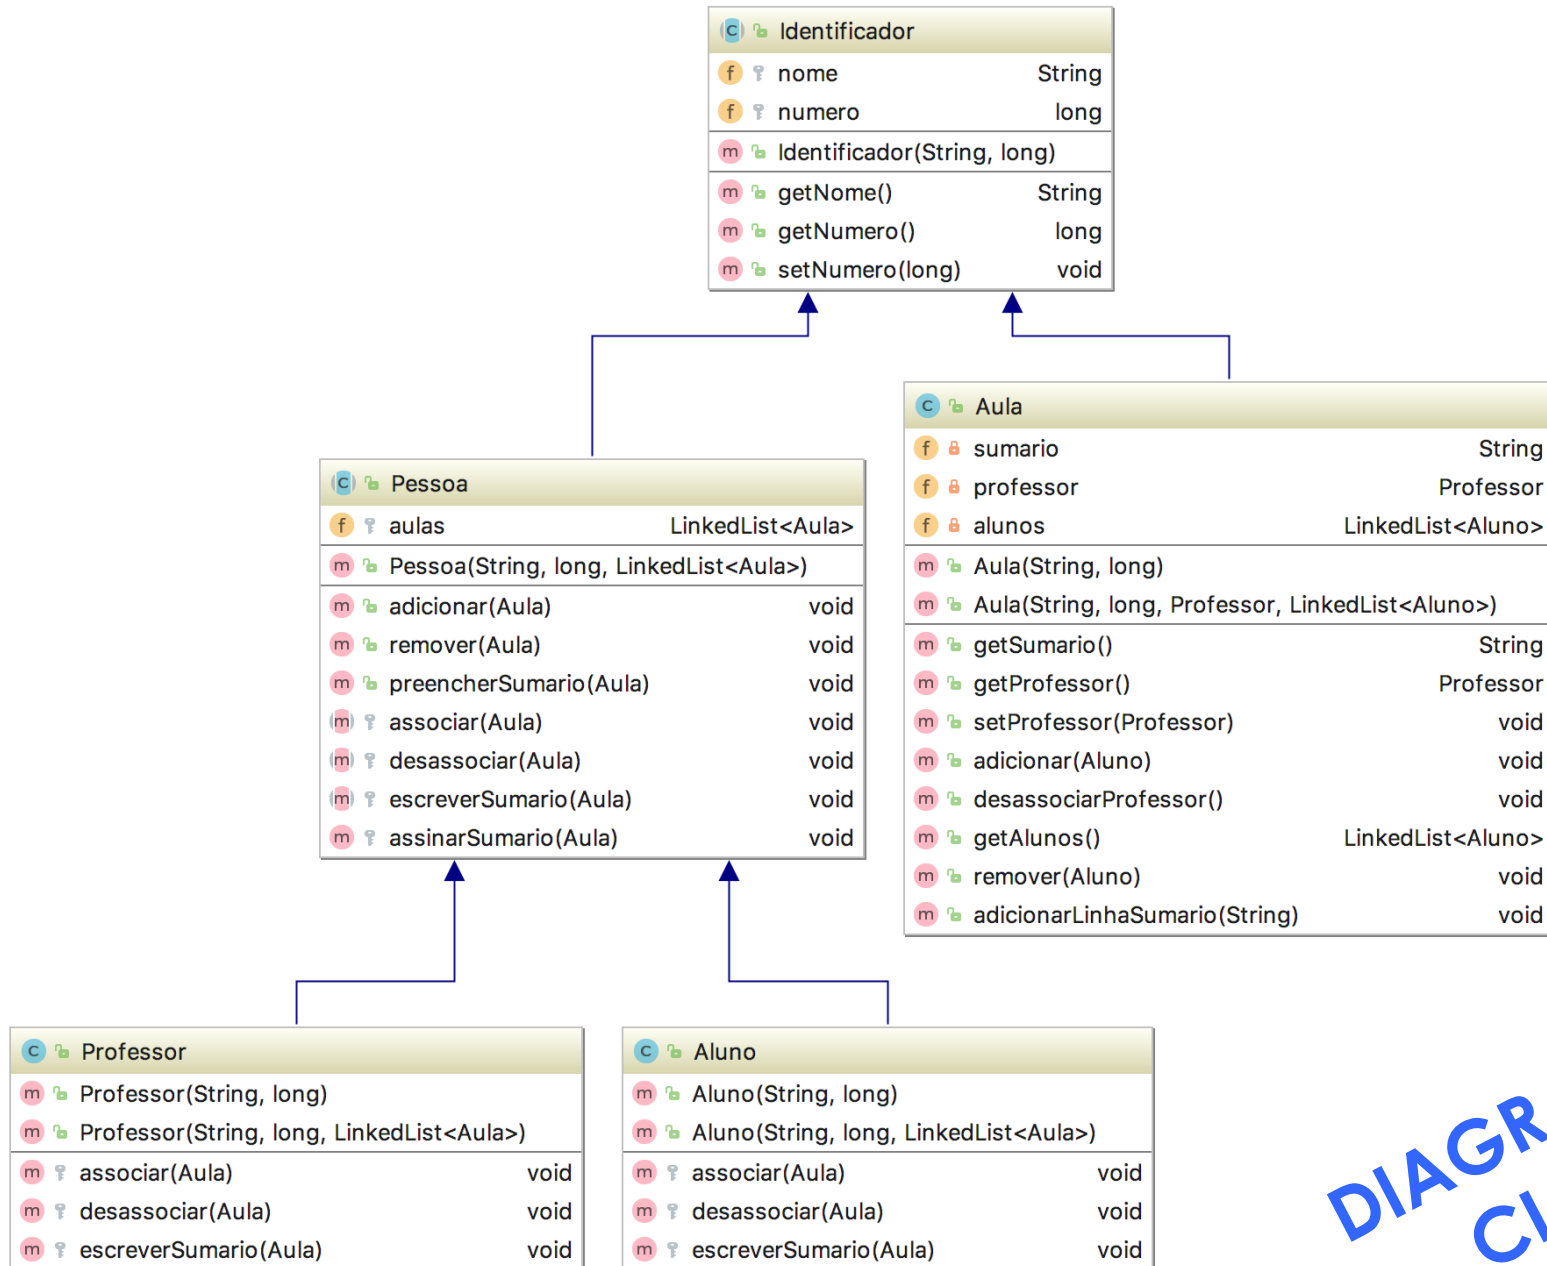 Identificador
nome String
numero long
Identificador(String, long)
getNome() String
getNumero() long
setNumero(long) void
Pessoa
aulas LinkedList<Aula>
Pessoa(String, long, LinkedList<Aula>)
adicionar(Aula) void
remover(Aula) void
preencherSumario(Aula) void
associar(Aula) void
desassociar(Aula) void
escreverSumario(Aula) void
assinarSumario(Aula) void
Aula
sumario String
professor Professor
alunos LinkedList<Aluno>
Aula(String, long)
Aula(String, long, Professor, LinkedList<Aluno>)
getSumario() String
getProfessor() Professor
setProfessor(Professor) void
adicionar(Aluno) void
desassociarProfessor() void
getAlunos() LinkedList<Aluno>
remover(Aluno) void
adicionarLinhaSumario(String) void
Professor
Professor(String, long)
Professor(String, long, LinkedList<Aula>)
associar(Aula) void
desassociar(Aula) void
escreverSumario(Aula) void
Aluno
Aluno(String, long)
Aluno(String, long, LinkedList<Aula>)
associar(Aula) void
desassociar(Aula) void
escreverSumario(Aula) void
DIAGR